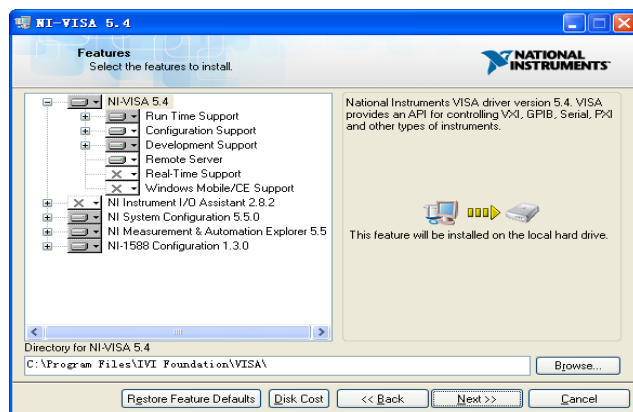 NI-VISA 5.4
Features
Select the features to install.
NATIONAL
INSTRUMENTS™
NI-VISA 5.4
Run Time Support
Configuration Support
Development Support
Remote Server
Real-Time Support
Windows Mobile/CE Support
NI Instrument I/O Assistant 2.8.2
NI System Configuration 5.5.0
NI Measurement & Automation Explorer 5.5
NI-1588 Configuration 1.3.0
National Instruments VISA driver version 5.4. VISA
provides an API for controlling VXI, GPIB, Serial, PXI
and other types of instruments.
This feature will be installed on the local hard drive.
Directory for NI-VISA 5.4
C:\Program Files\IVI Foundation\VISA\
Browse...
Restore Feature Defaults
Disk Cost
<< Back
Next >>
Cancel